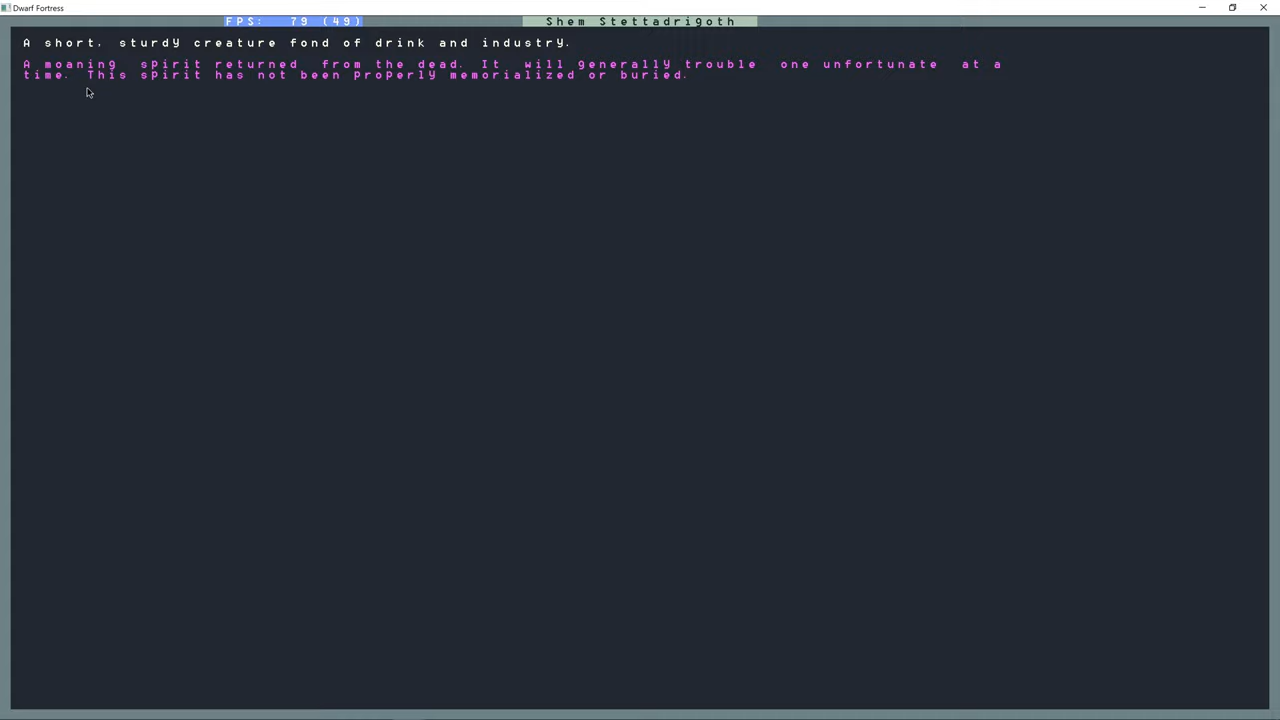 Dwarf Fortress
FPS: 79 (49) Shem Stettadrigoth
A short, sturdy creature fond of drink and industry.
A moaning spirit returned from the dead. It will generally trouble one unfortunate at a
time. This spirit has not been properly memorialized or buried.